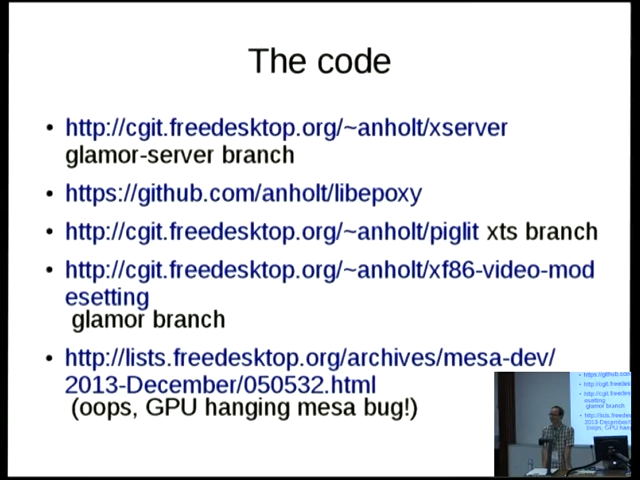 The code
• http://cgit.freedesktop.org/~anholt/xserver
glamor-server branch
• https://github.com/anholt/libepoxy
• http://cgit.freedesktop.org/~anholt/piglit xts branch
• http://cgit.freedesktop.org/~anholt/xf86-video-mod
esetting
glamor branch
• http://lists.freedesktop.org/archives/mesa-dev/
2013-December/050532.html
(oops, GPU hanging mesa bug!)